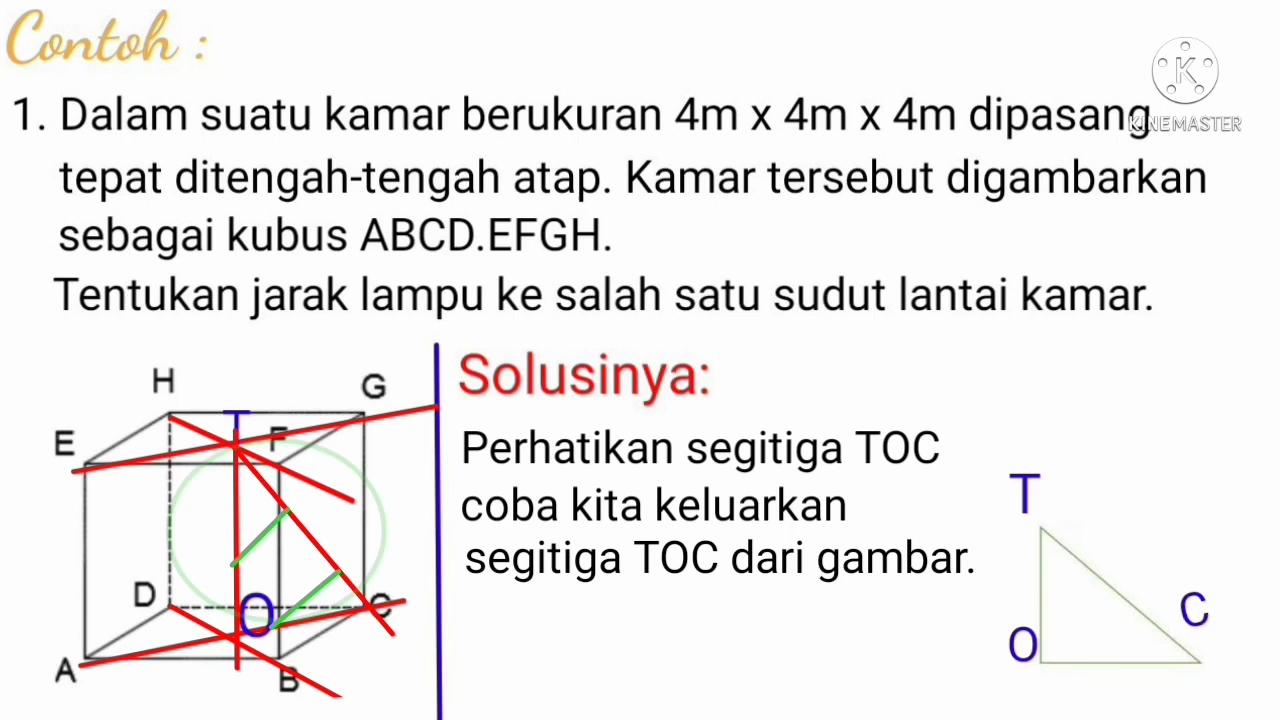 Contoh :
K
KINEMASTER
1. Dalam suatu kamar berukuran 4m x 4m x 4m dipasang
tepat ditengah-tengah atap. Kamar tersebut digambarkan
sebagai kubus ABCD.EFGH.
Tentukan jarak lampu ke salah satu sudut lantai kamar.
H
G
T
E
F
D
O
C
A
B
Solusinya:
Perhatikan segitiga TOC
coba kita keluarkan
segitiga TOC dari gambar.
T
C
O